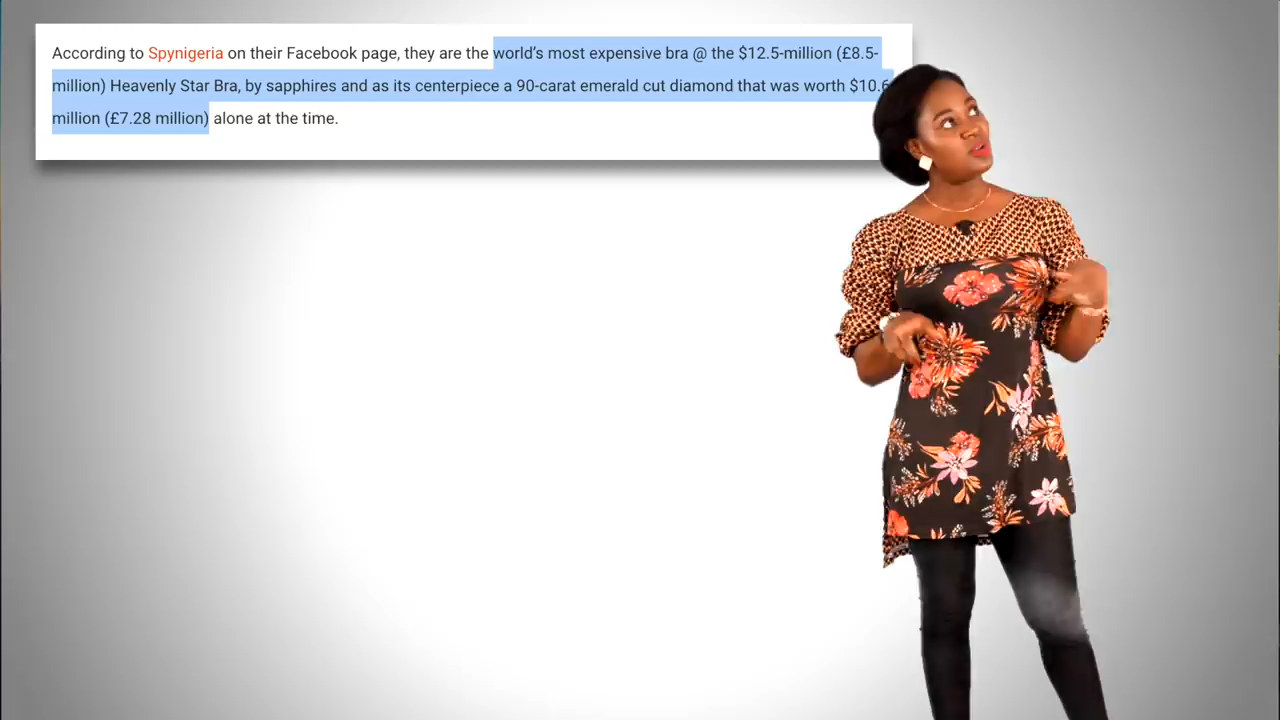 According to Spynigeria on their Facebook page, they are the world's most expensive bra @ the $12.5-million (£8.5-
million) Heavenly Star Bra, by sapphires and as its centerpiece a 90-carat emerald cut diamond that was worth $10.6
million (£7.28 million) alone at the time.